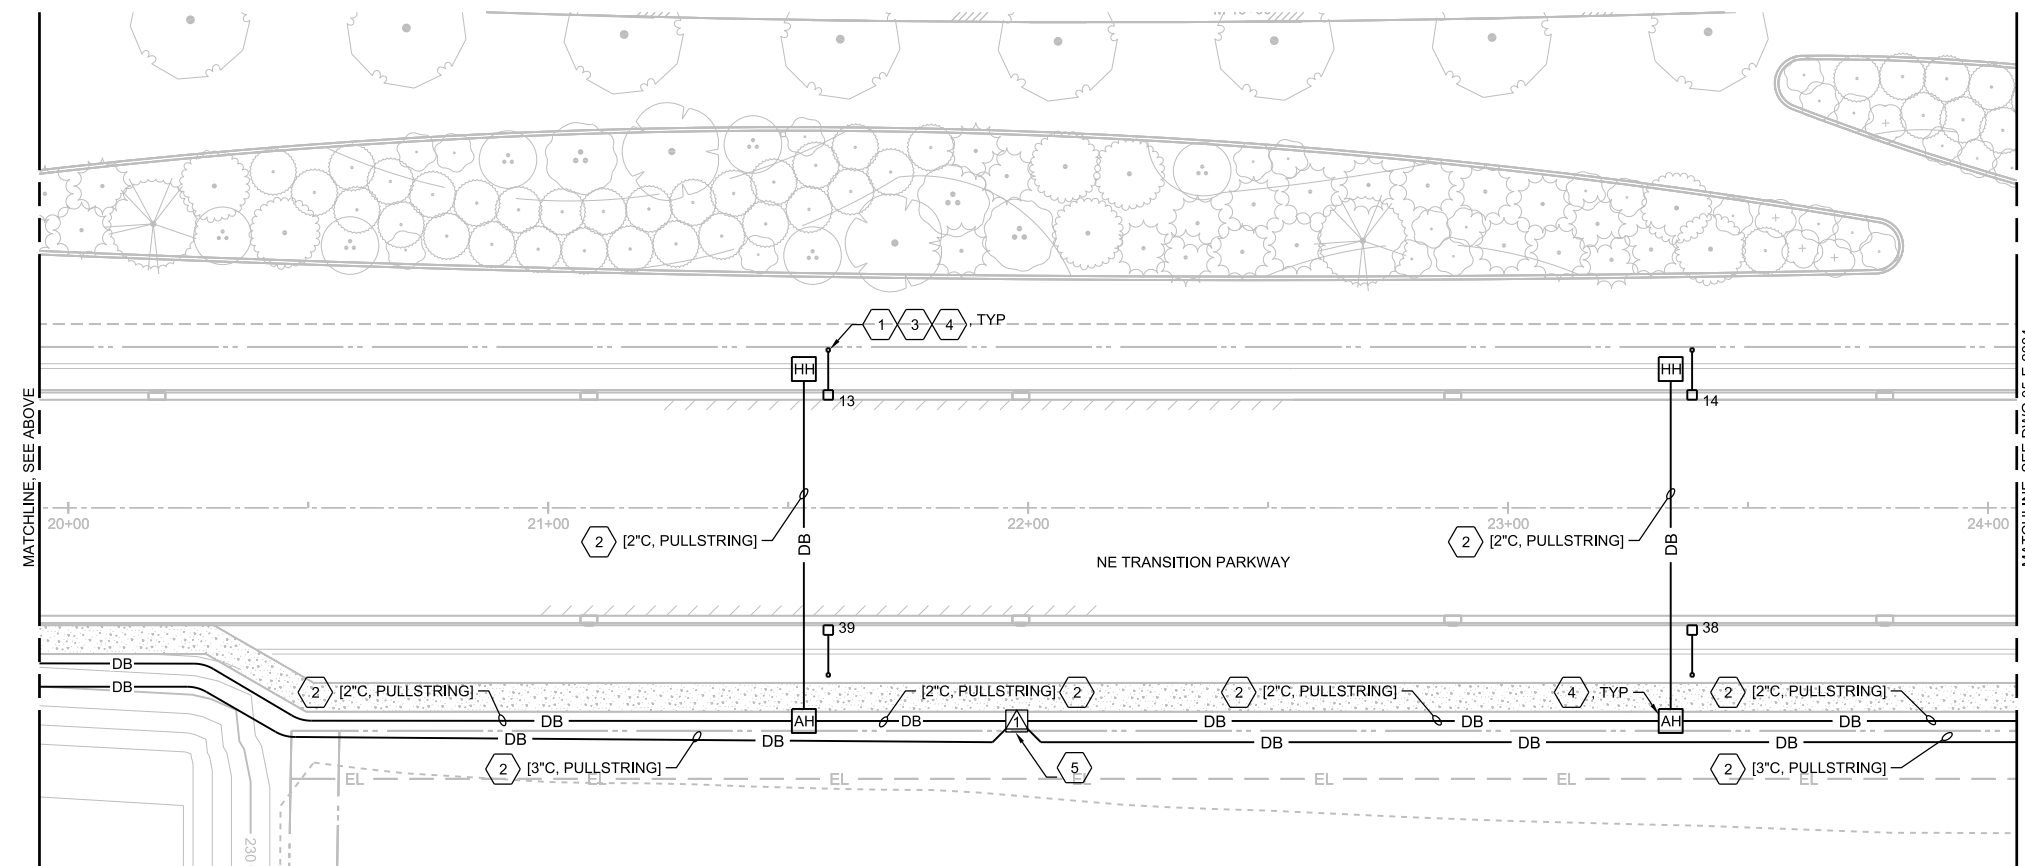 1 3 4 , TYP
HH
HH
13
14
MATCHLINE, SEE ABOVE
20+00
21+00
22+00
23+00
24+00
2 [2"C, PULLSTRING]
DB
2 [2"C, PULLSTRING]
DB
NE TRANSITION PARKWAY
39
38
DB
DB
2 [2"C, PULLSTRING]
[2"C, PULLSTRING] 2
2 [2"C, PULLSTRING]
4 , TYP
2 [2"C, PULLSTRING]
DB
AH
DB
1
DB
DB
AH
DB
DB
DB
DB
DB
DB
2 [3"C, PULLSTRING]
5
2 [3"C, PULLSTRING]
EL
EL
EL
EL
EL
EL
EL
230